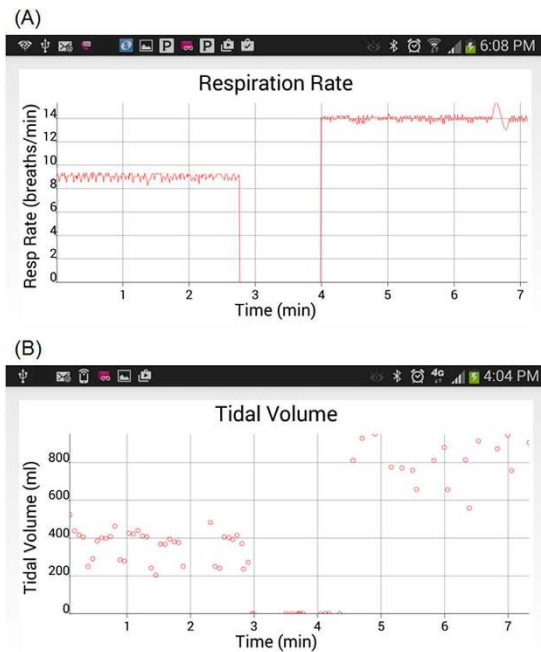 (A)
6:08 PM
Respiration Rate
Resp Rate (breaths/min)
14
12
10
8
6
4
2
0
1 2 3 4 5 6 7
Time (min)
(B)
4G 4:04 PM
Tidal Volume
Tidal Volume (ml)
800
600
400
200
0
1 2 3 4 5 6 7
Time (min)